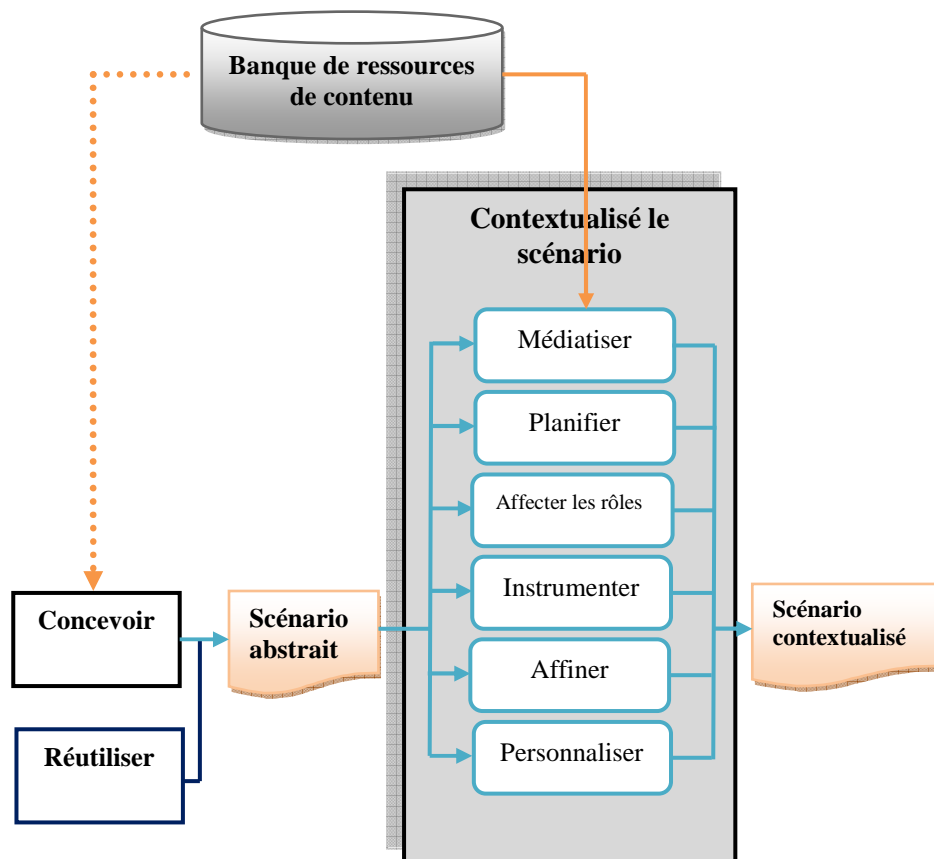 Banque de ressources
de contenu
Contextualisé le
scénario
Médiatiser
Planifier
Affecter les rôles
Instrumenter
Affiner
Personnaliser
Concevoir
Réutiliser
Scénario
abstrait
Scénario
contextualisé